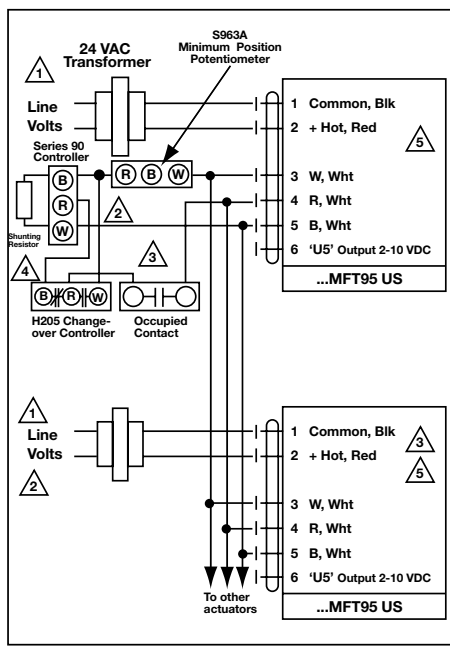 S963A
Minimum Position
Potentiometer
24 VAC
Transformer
1
Line
Volts
1 Common, Blk
2 + Hot, Red
5
Series 90
Controller
B
R
W
R B W
3 W, Wht
4 R, Wht
5 B, Wht
6 'U5' Output 2-10 VDC
...MFT95 US
Shunting
Resistor
2
4
3
B R W
H205 Change-
over Controller
Occupied
Contact
1
Line
Volts
2
1 Common, Blk
2 + Hot, Red
3
5
3 W, Wht
4 R, Wht
5 B, Wht
6 'U5' Output 2-10 VDC
To other
actuators
...MFT95 US